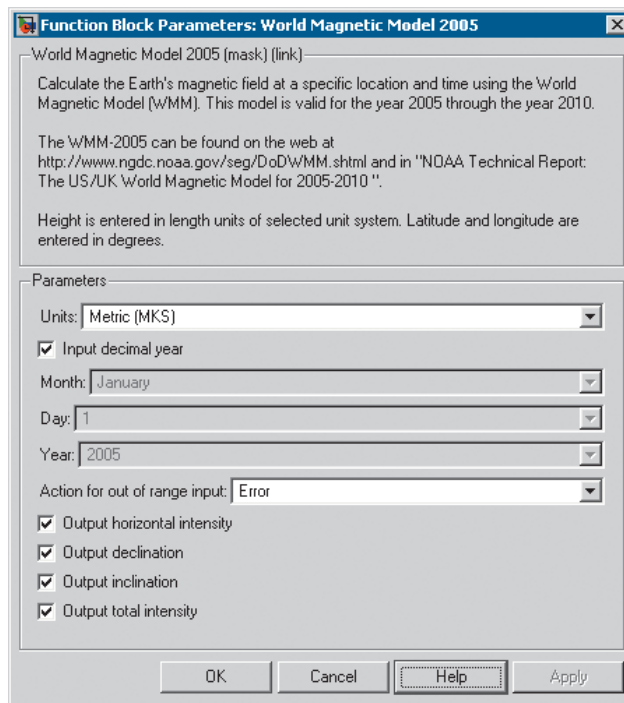 Function Block Parameters: World Magnetic Model 2005
World Magnetic Model 2005 (mask) (link)
Calculate the Earth's magnetic field at a specific location and time using the World
Magnetic Model (WMM). This model is valid for the year 2005 through the year 2010.
The WMM-2005 can be found on the web at
http://www.ngdc.noaa.gov/seg/DoDWMM.shtml and in "NOAA Technical Report:
The US/UK World Magnetic Model for 2005-2010 ".
Height is entered in length units of selected unit system. Latitude and longitude are
entered in degrees.
Parameters
Units: Metric (MKS)
Input decimal year
Month: January
Day: 1
Year: 2005
Action for out of range input: Error
Output horizontal intensity
Output declination
Output inclination
Output total intensity
OK Cancel Help Apply